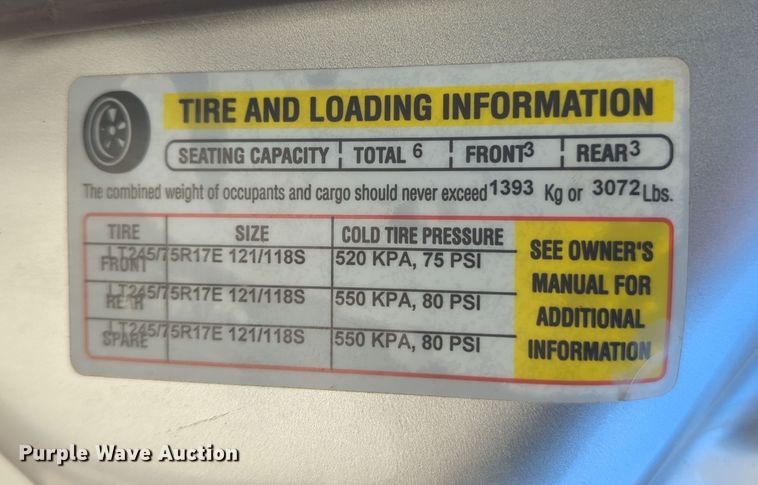 TIRE AND LOADING INFORMATION
SEATING CAPACITY TOTAL 6 FRONT 3 REAR 3
The combined weight of occupants and cargo should never exceed 1393 Kg or 3072 Lbs.
TIRE SIZE COLD TIRE PRESSURE
FRONT LT245/75R17E 121/118S 520 KPA, 75 PSI
REAR LT245/75R17E 121/118S 550 KPA, 80 PSI
SPARE LT245/75R17E 121/118S 550 KPA, 80 PSI
SEE OWNER'S
MANUAL FOR
ADDITIONAL
INFORMATION
Purple Wave Auction